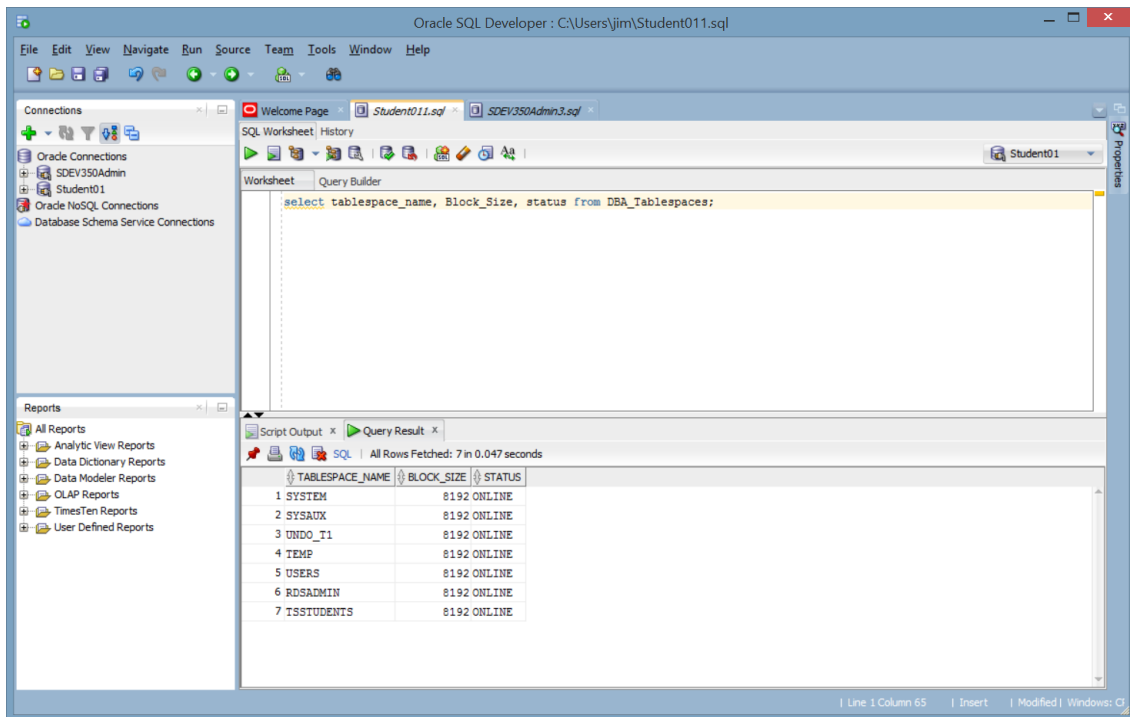 Oracle SQL Developer : C:\Users\jim\Student011.sql
File Edit View Navigate Run Source Team Tools Window Help
Connections
Oracle Connections
SDEV350Admin
Student01
Oracle NoSQL Connections
Database Schema Service Connections
Reports
All Reports
Analytic View Reports
Data Dictionary Reports
Data Modeler Reports
OLAP Reports
TimesTen Reports
User Defined Reports
Welcome Page Student011.sql SDEV350Admin3.sql
SQL Worksheet History
Student01
Worksheet Query Builder
select tablespace_name, Block_Size, status from DBA_Tablespaces;
Script Output x Query Result x
SQL | All Rows Fetched: 7 in 0.047 seconds
TABLESPACE_NAME BLOCK_SIZE STATUS
1 SYSTEM 8192 ONLINE
2 SYSAUX 8192 ONLINE
3 UNDO_T1 8192 ONLINE
4 TEMP 8192 ONLINE
5 USERS 8192 ONLINE
6 RDSADMIN 8192 ONLINE
7 TSSTUDENTS 8192 ONLINE
Properties
| Line 1 Column 65 | Insert | Modified | Windows: